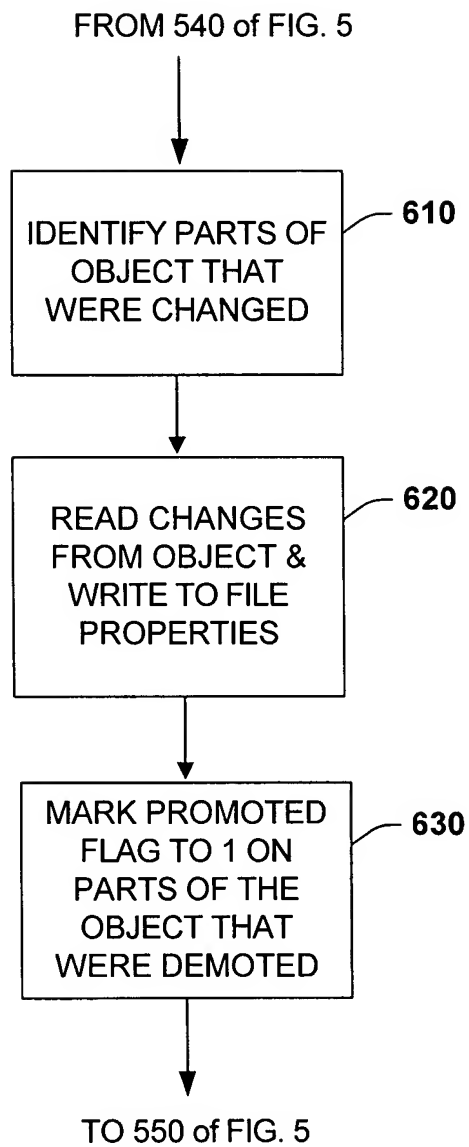 FROM 540 of FIG. 5
610
IDENTIFY PARTS OF
OBJECT THAT
WERE CHANGED
620
READ CHANGES
FROM OBJECT &
WRITE TO FILE
PROPERTIES
630
MARK PROMOTED
FLAG TO 1 ON
PARTS OF THE
OBJECT THAT
WERE DEMOTED
TO 550 of FIG. 5